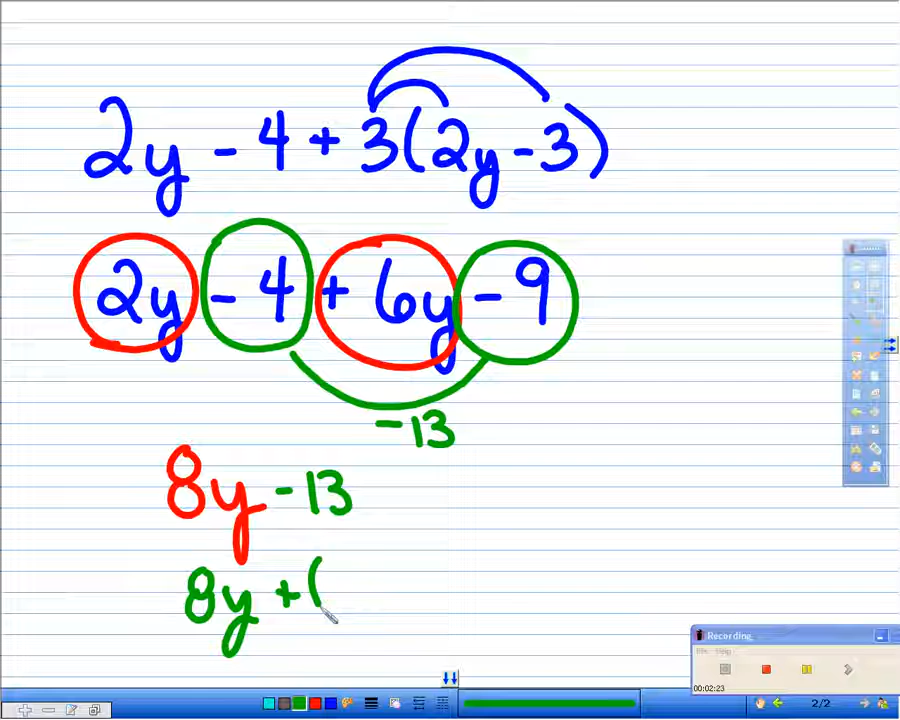 2y - 4 + 3(2y - 3)
2y - 4 + 6y - 9
-13
8y - 13
8y + (
Recording
00:02:23
2/2